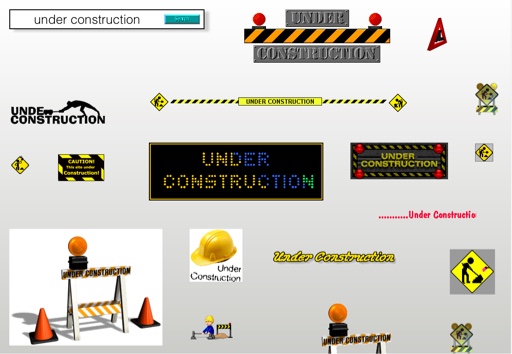 under construction
Search
UNDER
CONSTRUCTION
UNDE
CONSTRUCTION
UNDER CONSTRUCTION
CAUTION!
This site under
Construction!
UNDER
CONSTRUCTION
UNDER
CONSTRUCTION
...........Under Constructio
UNDER CONSTRUCTION
Under
Construction
Under Construction
UNDER CONSTRUCTION